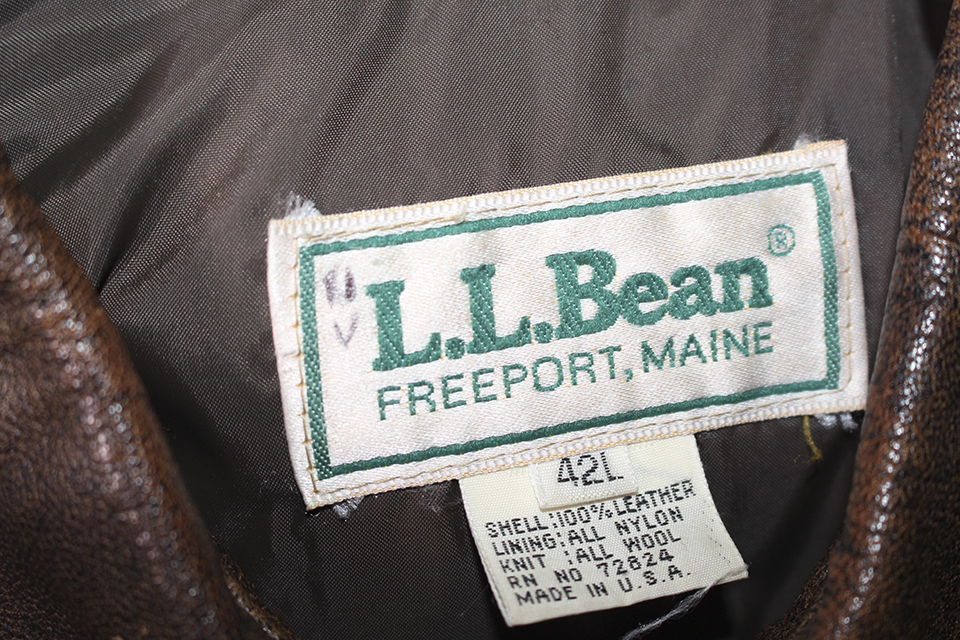 L.L.Bean®
FREEPORT, MAINE
42L
SHELL:100% LEATHER
LINING:ALL NYLON
KNIT :ALL WOOL
RN NO 72824
MADE IN U.S.A.